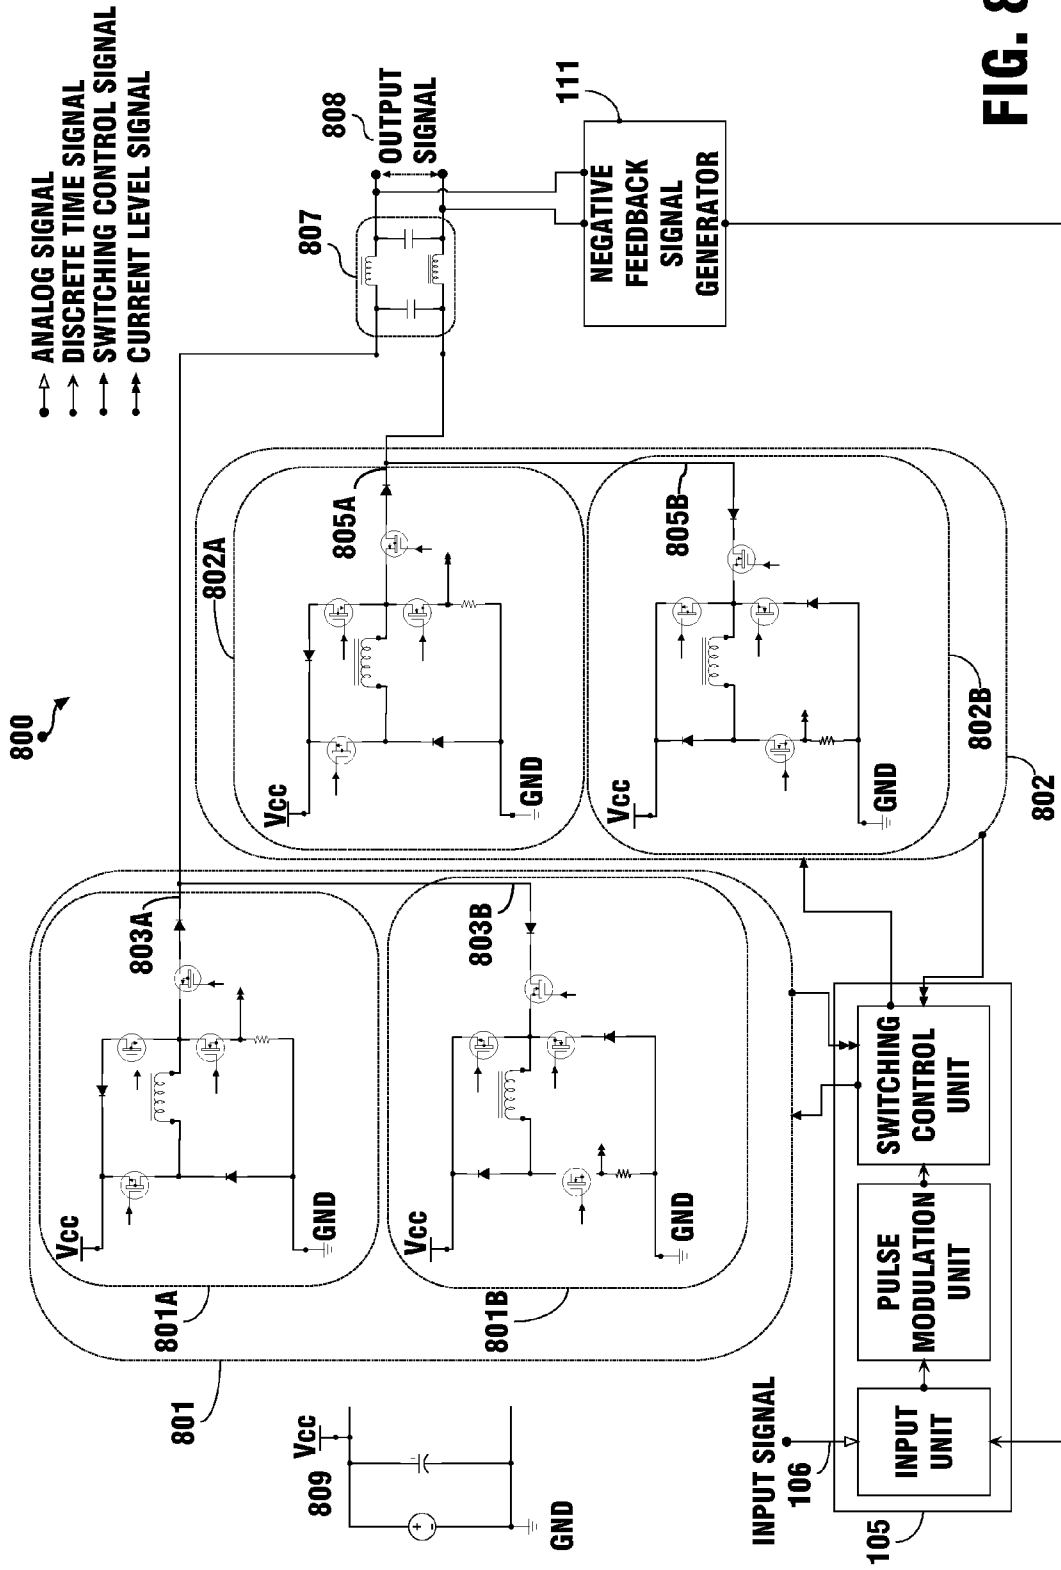 800
ANALOG SIGNAL
DISCRETE TIME SIGNAL
SWITCHING CONTROL SIGNAL
CURRENT LEVEL SIGNAL
801
801A
Vcc
GND
803A
801B
Vcc
GND
803B
802A
Vcc
GND
805A
802B
Vcc
GND
805B
802
807
808
OUTPUT
SIGNAL
111
NEGATIVE
FEEDBACK
SIGNAL
GENERATOR
809
Vcc
+
-
GND
INPUT SIGNAL
106
105
INPUT
UNIT
PULSE
MODULATION
UNIT
SWITCHING
CONTROL
UNIT
FIG. 8